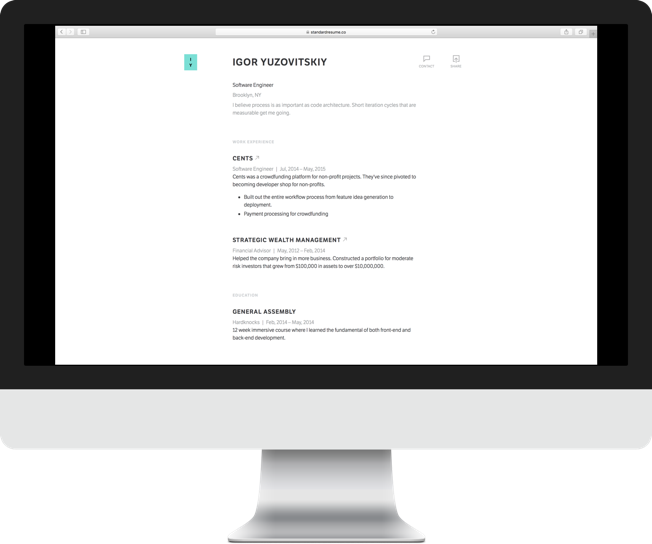 standardresume.co
I
Y
IGOR YUZOVITSKIY
CONTACT
SHARE
Software Engineer
Brooklyn, NY
I believe process is as important as code architecture. Short iteration cycles that are
measurable get me going.
WORK EXPERIENCE
CENTS
Software Engineer | Jul, 2014 – May, 2015
Cents was a crowdfunding platform for non-profit projects. They've since pivoted to
becoming developer shop for non-profits.
• Built out the entire workflow process from feature idea generation to
deployment.
• Payment processing for crowdfunding
STRATEGIC WEALTH MANAGEMENT
Financial Advisor | May, 2012 – Feb, 2014
Helped the company bring in more business. Constructed a portfolio for moderate
risk investors that grew from $100,000 in assets to over $10,000,000.
EDUCATION
GENERAL ASSEMBLY
Hardknocks | Feb, 2014 – May, 2014
12 week immersive course where I learned the fundamental of both front-end and
back-end development.